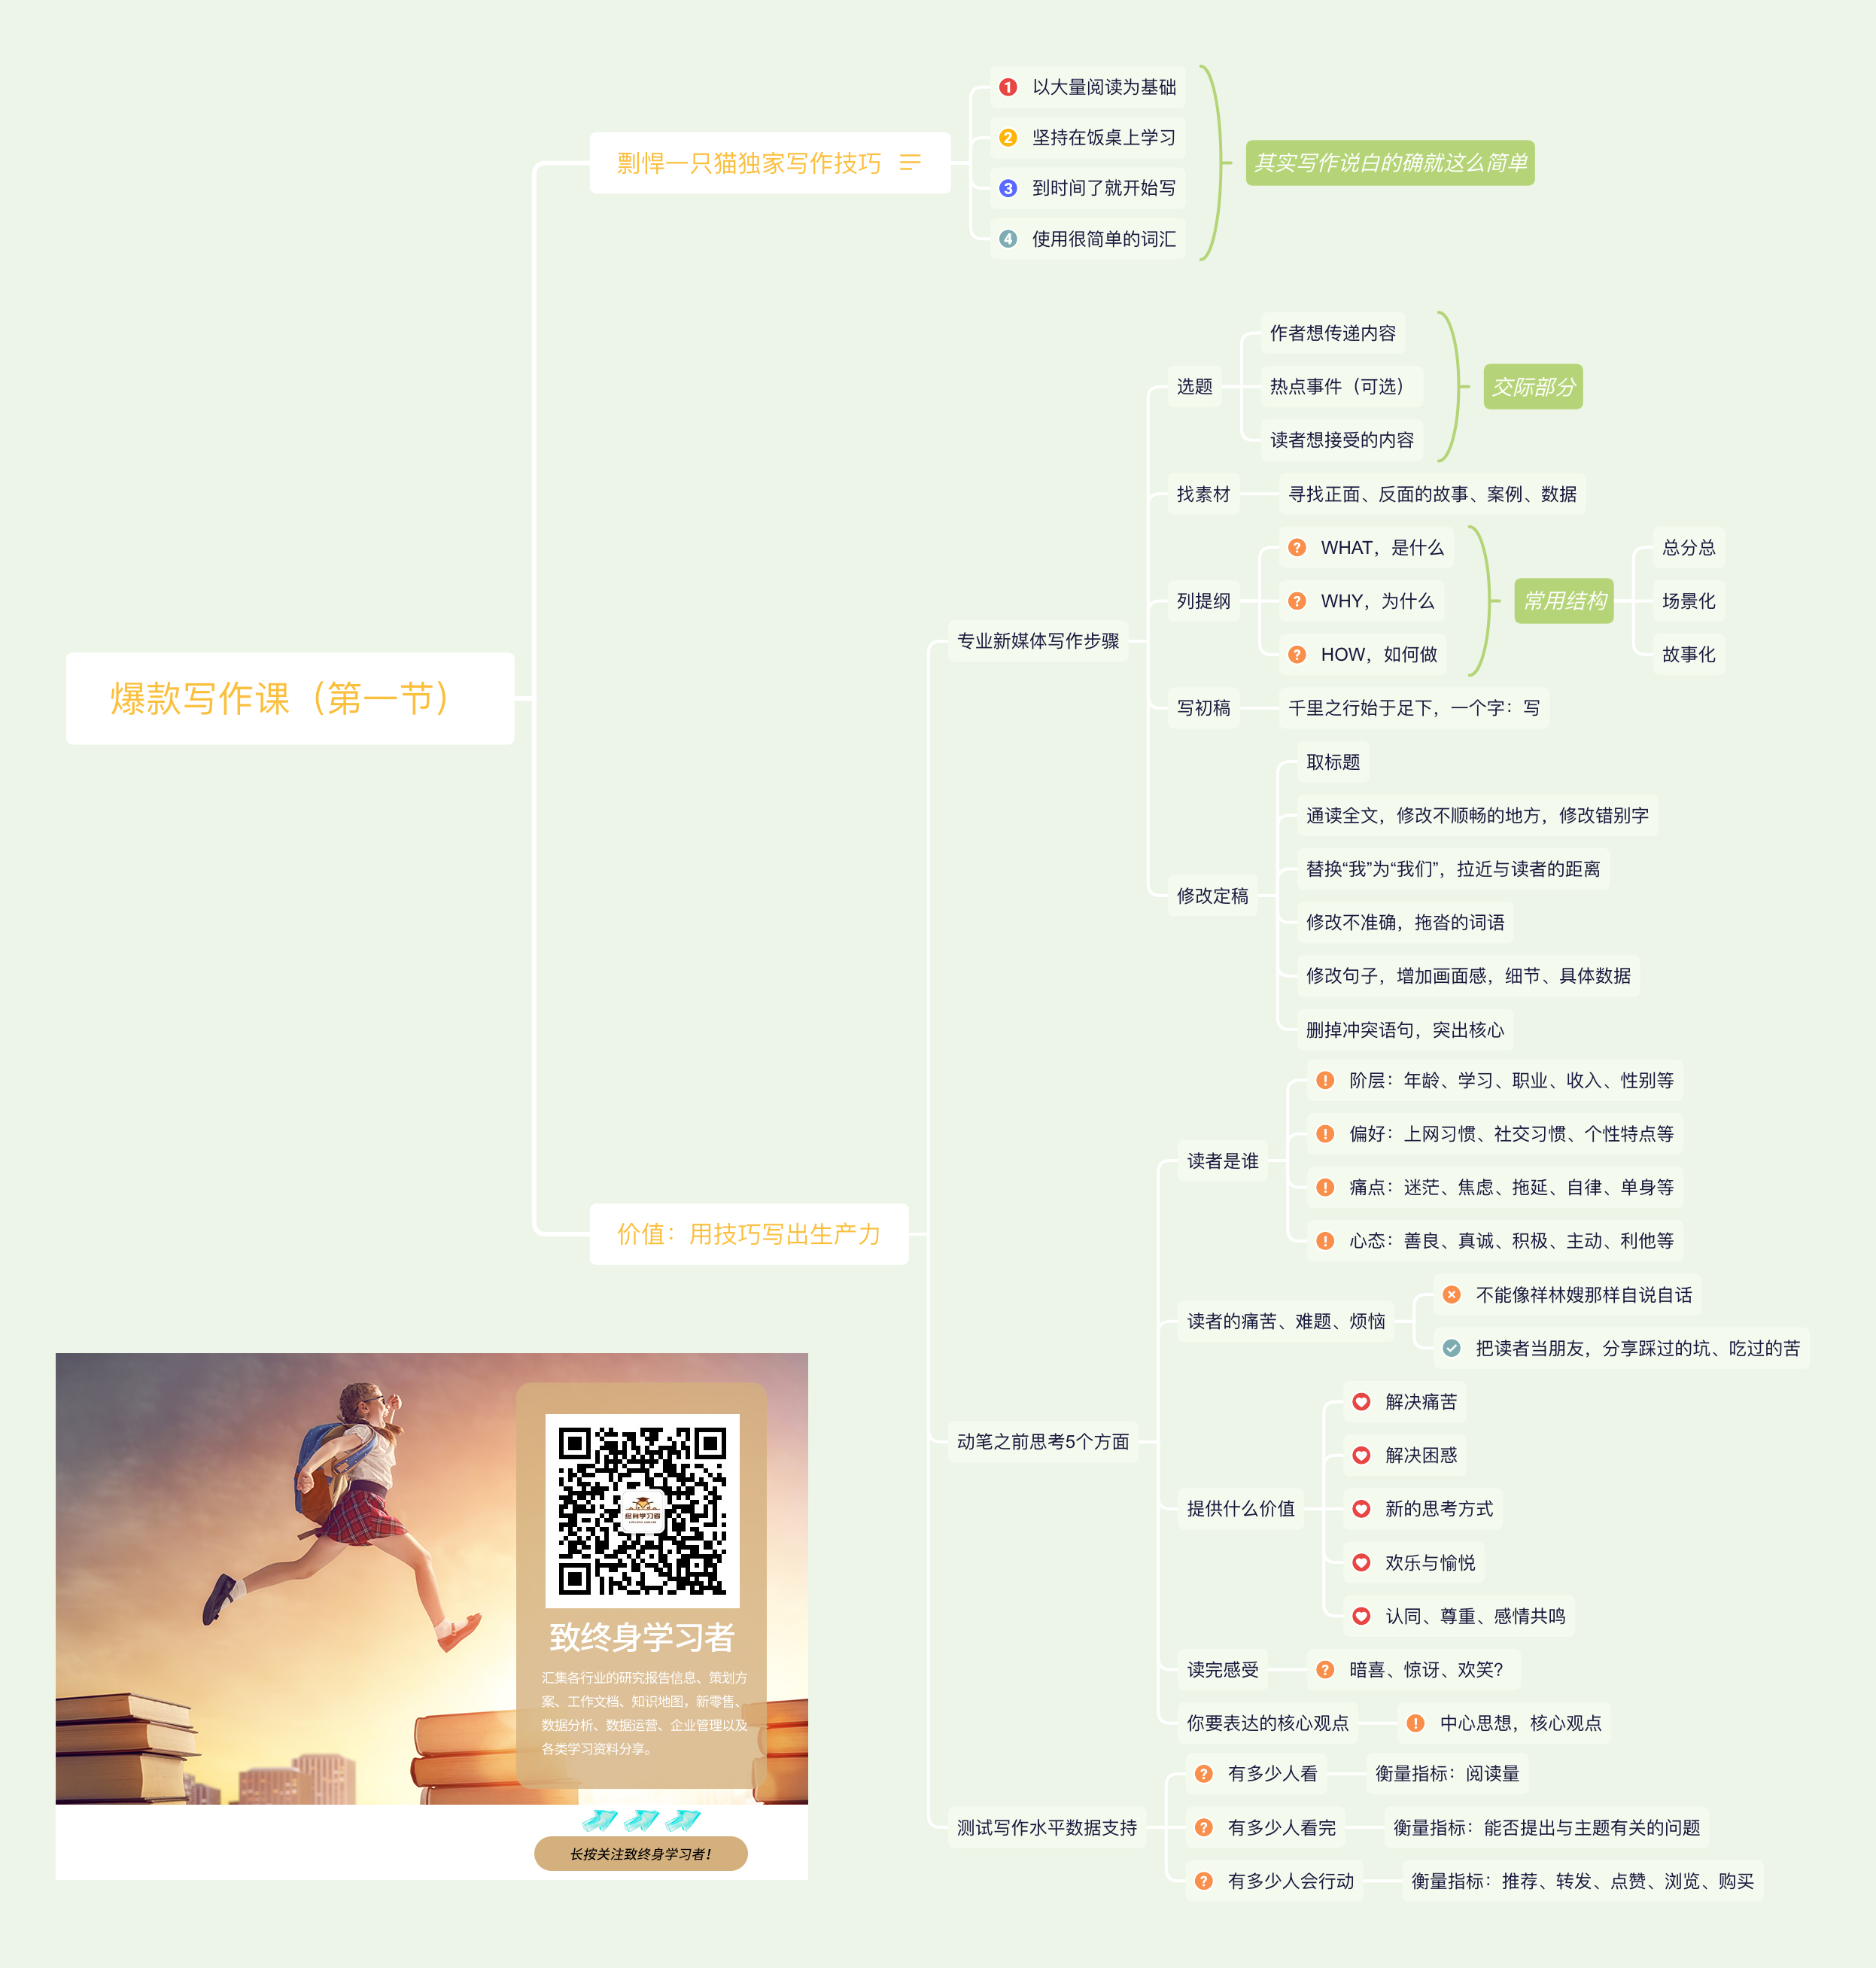 爆款写作课（第一节）
剽悍一只猫独家写作技巧
1 以大量阅读为基础
2 坚持在饭桌上学习
3 到时间了就开始写
4 使用很简单的词汇
其实写作说白的确就这么简单
价值：用技巧写出生产力
专业新媒体写作步骤
选题
作者想传递内容
热点事件（可选）
读者想接受的内容
交际部分
找素材
寻找正面、反面的故事、案例、数据
列提纲
WHAT，是什么
WHY，为什么
HOW，如何做
常用结构
总分总
场景化
故事化
写初稿
千里之行始于足下，一个字：写
修改定稿
取标题
通读全文，修改不顺畅的地方，修改错别字
替换“我”为“我们”，拉近与读者的距离
修改不准确，拖沓的词语
修改句子，增加画面感，细节、具体数据
删掉冲突语句，突出核心
动笔之前思考5个方面
读者是谁
阶层：年龄、学习、职业、收入、性别等
偏好：上网习惯、社交习惯、个性特点等
痛点：迷茫、焦虑、拖延、自律、单身等
心态：善良、真诚、积极、主动、利他等
读者的痛苦、难题、烦恼
不能像祥林嫂那样自说自话
把读者当朋友，分享踩过的坑、吃过的苦
提供什么价值
解决痛苦
解决困惑
新的思考方式
欢乐与愉悦
认同、尊重、感情共鸣
读完感受
暗喜、惊讶、欢笑？
你要表达的核心观点
中心思想，核心观点
测试写作水平数据支持
有多少人看
衡量指标：阅读量
有多少人看完
衡量指标：能否提出与主题有关的问题
有多少人会行动
衡量指标：推荐、转发、点赞、浏览、购买
终身学习者
致终身学习者
汇集各行业的研究报告信息、策划方
案、工作文档、知识地图，新零售、
数据分析、数据运营、企业管理以及
各类学习资料分享。
长按关注致终身学习者！